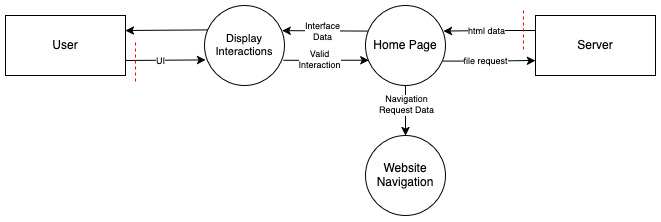 User
UI
Display
Interactions
Interface
Data
Valid
Interaction
Home Page
html data
file request
Server
Navigation
Request Data
Website
Navigation